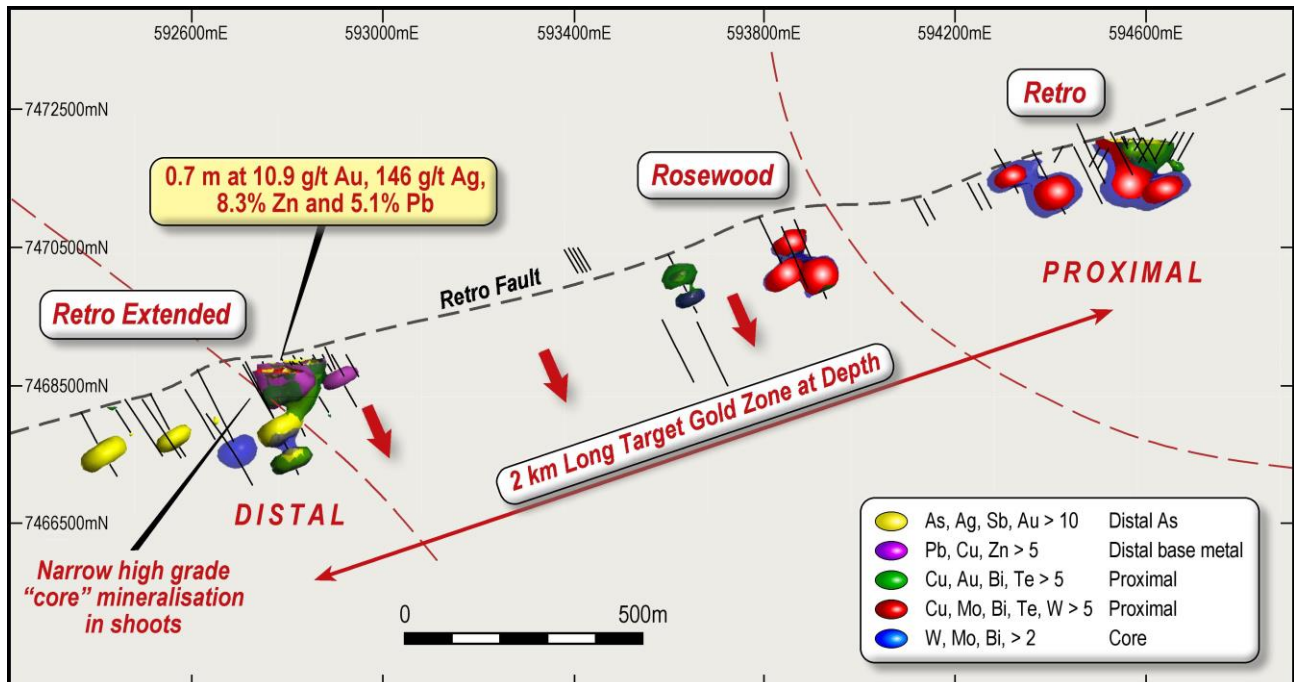 592600mE
593000mE
593400mE
593800mE
594200mE
594600mE
7472500mN
Retro
0.7 m at 10.9 g/t Au, 146 g/t Ag,
8.3% Zn and 5.1% Pb
Rosewood
7470500mN
PROXIMAL
Retro Fault
Retro Extended
7468500mN
2 km Long Target Gold Zone at Depth
DISTAL
7466500mN
Narrow high grade
“core” mineralisation
in shoots
0
500m
As, Ag, Sb, Au > 10 Distal As
Pb, Cu, Zn > 5 Distal base metal
Cu, Au, Bi, Te > 5 Proximal
Cu, Mo, Bi, Te, W > 5 Proximal
W, Mo, Bi, > 2 Core